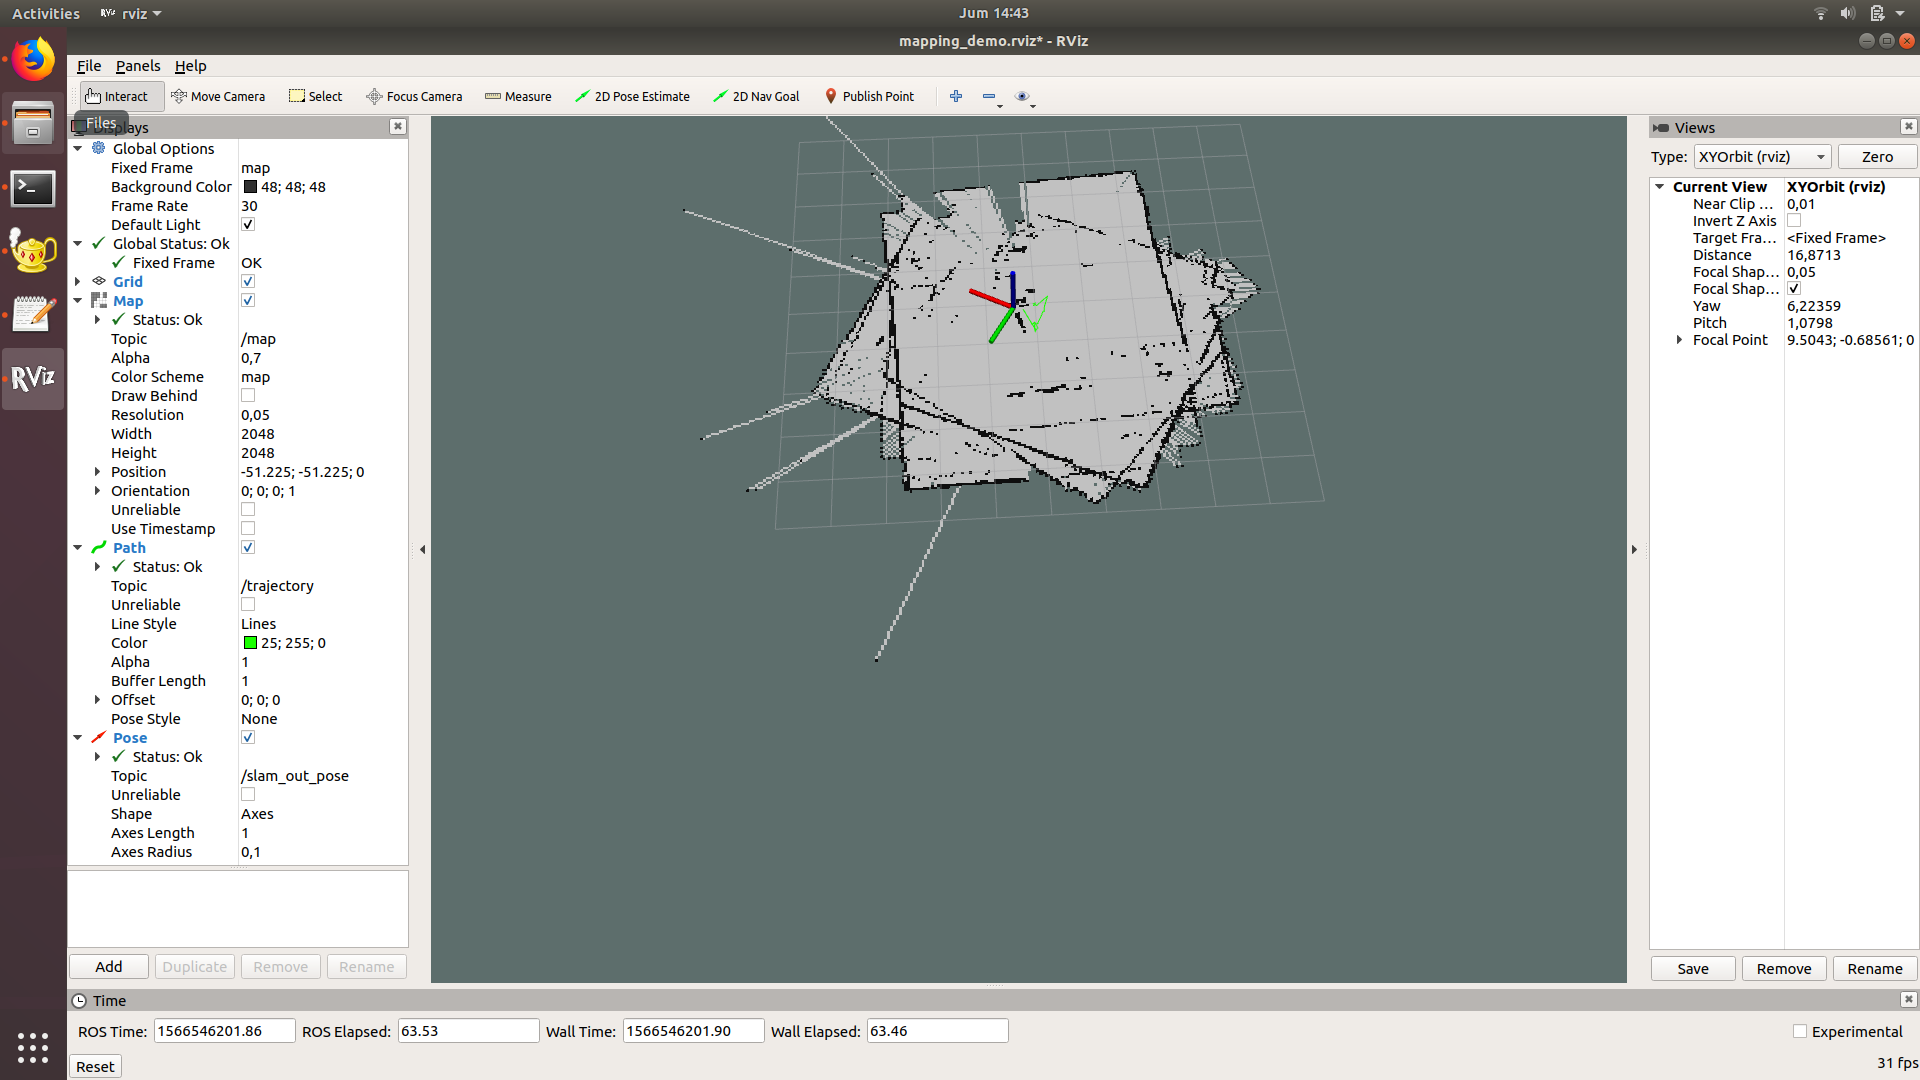 Activities rviz Jum 14:43
mapping_demo.rviz* - RViz
File Panels Help
Interact Move Camera Select Focus Camera Measure 2D Pose Estimate 2D Nav Goal Publish Point
Files
Displays
Global Options
Fixed Frame map
Background Color 48; 48; 48
Frame Rate 30
Default Light
Global Status: Ok
Fixed Frame OK
Grid
Map
Status: Ok
Topic /map
Alpha 0,7
Color Scheme map
Draw Behind
Resolution 0,05
Width 2048
Height 2048
Position -51.225; -51.225; 0
Orientation 0; 0; 0; 1
Unreliable
Use Timestamp
Path
Status: Ok
Topic /trajectory
Unreliable
Line Style Lines
Color 25; 255; 0
Alpha 1
Buffer Length 1
Offset 0; 0; 0
Pose Style None
Pose
Status: Ok
Topic /slam_out_pose
Unreliable
Shape Axes
Axes Length 1
Axes Radius 0,1
Add Duplicate Remove Rename
Views
Type: XYOrbit (rviz) Zero
Current View XYOrbit (rviz)
Near Clip ... 0,01
Invert Z Axis
Target Fra... <Fixed Frame>
Distance 16,8713
Focal Shap... 0,05
Focal Shap...
Yaw 6,22359
Pitch 1,0798
Focal Point 9.5043; -0.68561; 0
Save Remove Rename
RViz
Time
ROS Time: 1566546201.86 ROS Elapsed: 63.53 Wall Time: 1566546201.90 Wall Elapsed: 63.46 Experimental
Reset 31 fps